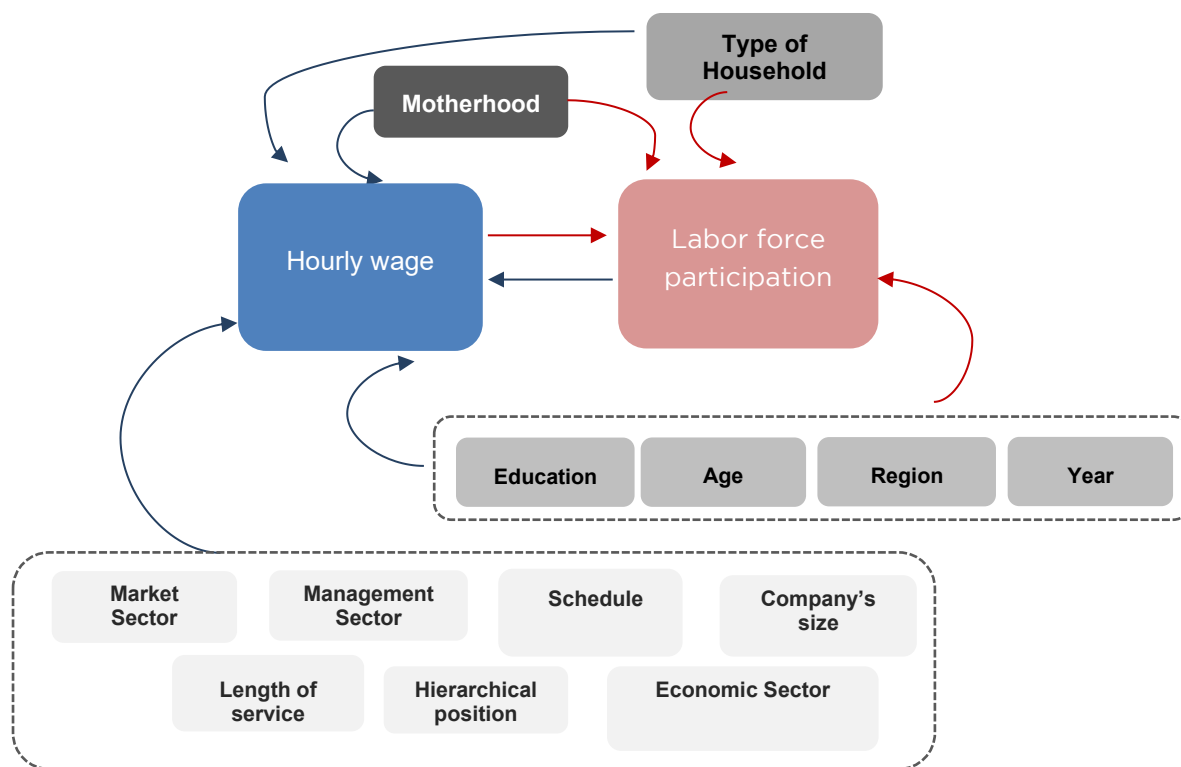 Type of
Household
Motherhood
Hourly wage
Labor force
participation
Education
Age
Region
Year
Market
Sector
Management
Sector
Schedule
Company’s
size
Length of
service
Hierarchical
position
Economic Sector